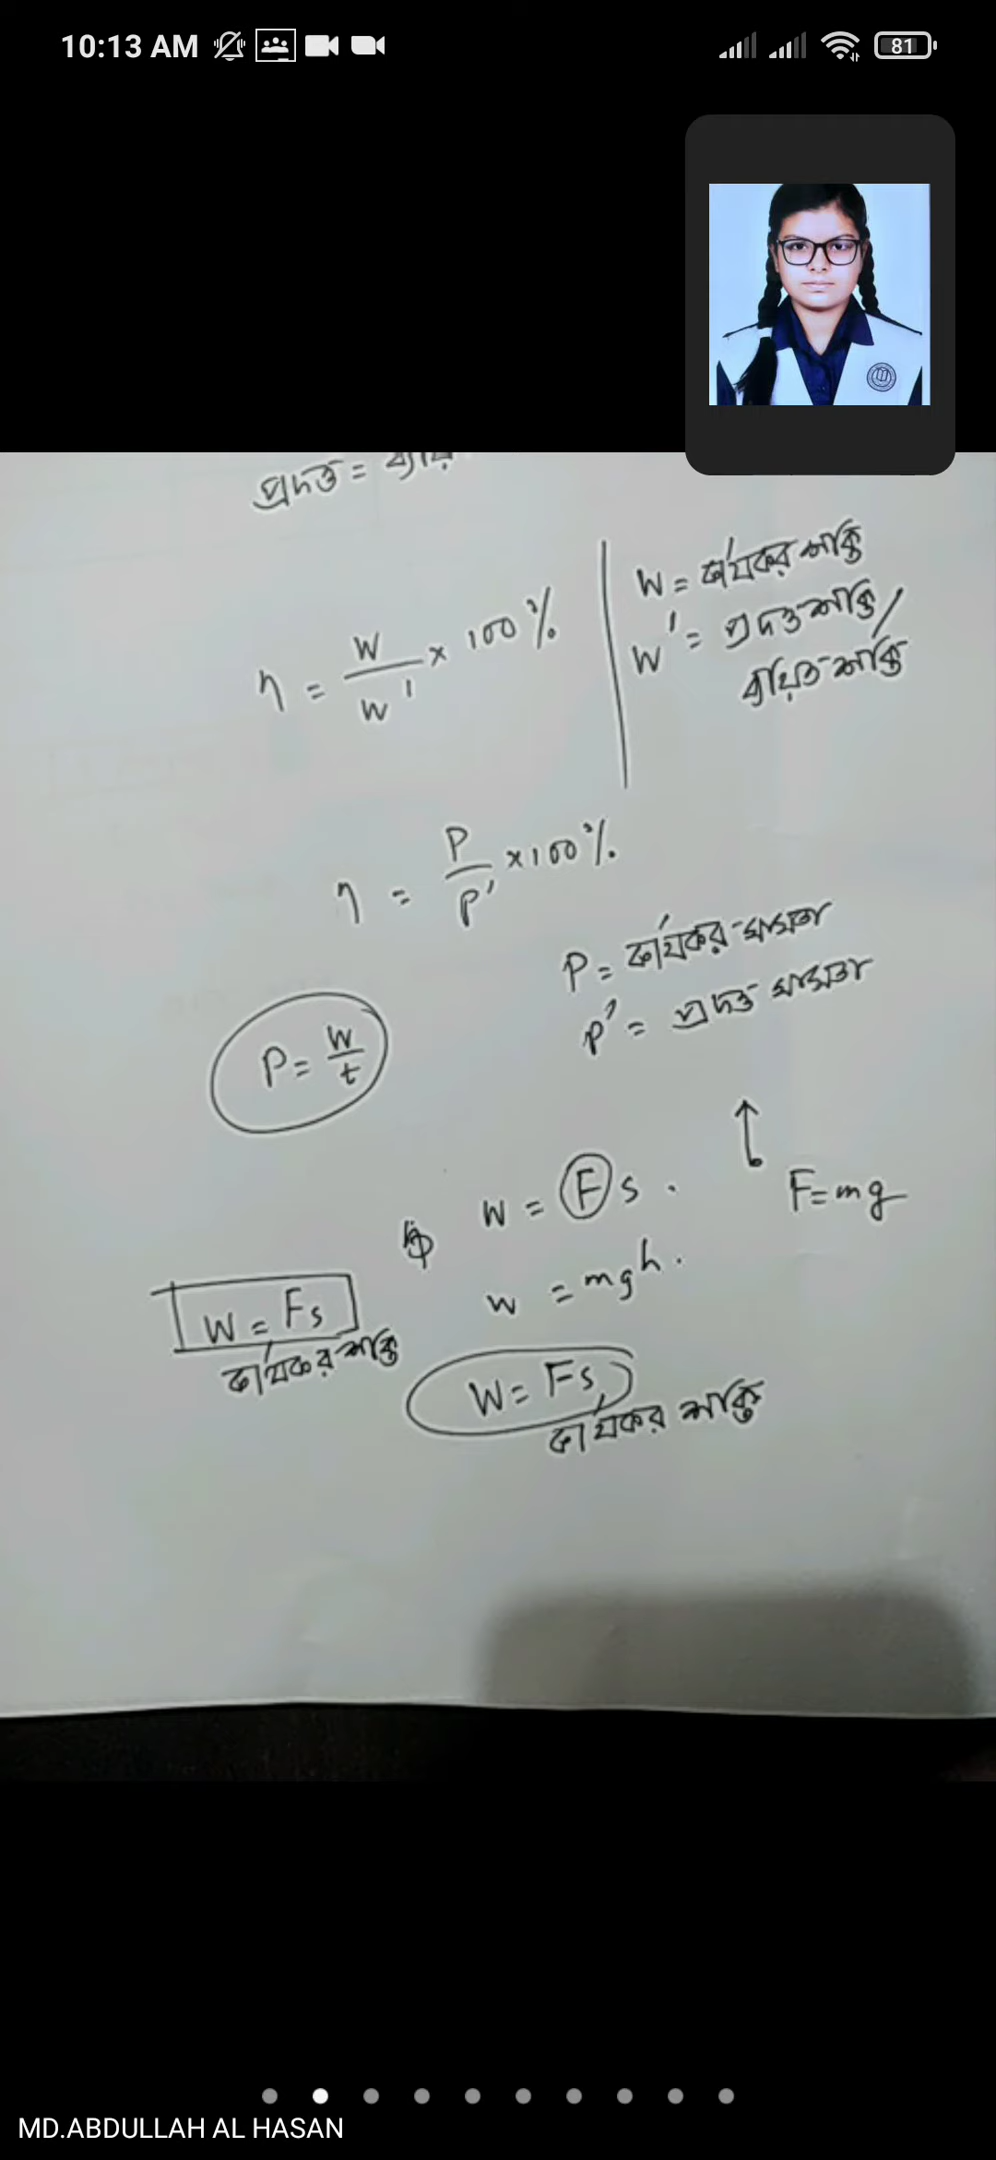 10:13 AM
81
প্রদত্ত =
η = W / W' × 100%
W = কার্যকর শক্তি
W' = প্রদত্ত শক্তি/
ব্যয়িত শক্তি
η = P / P' × 100%
P = কার্যকর ক্ষমতা
P' = প্রদত্ত ক্ষমতা
P = W / t
W = Fs.
F = mg
W = mgh.
W = Fs
কার্যকর শক্তি
W = Fs
কার্যকর শক্তি
MD.ABDULLAH AL HASAN